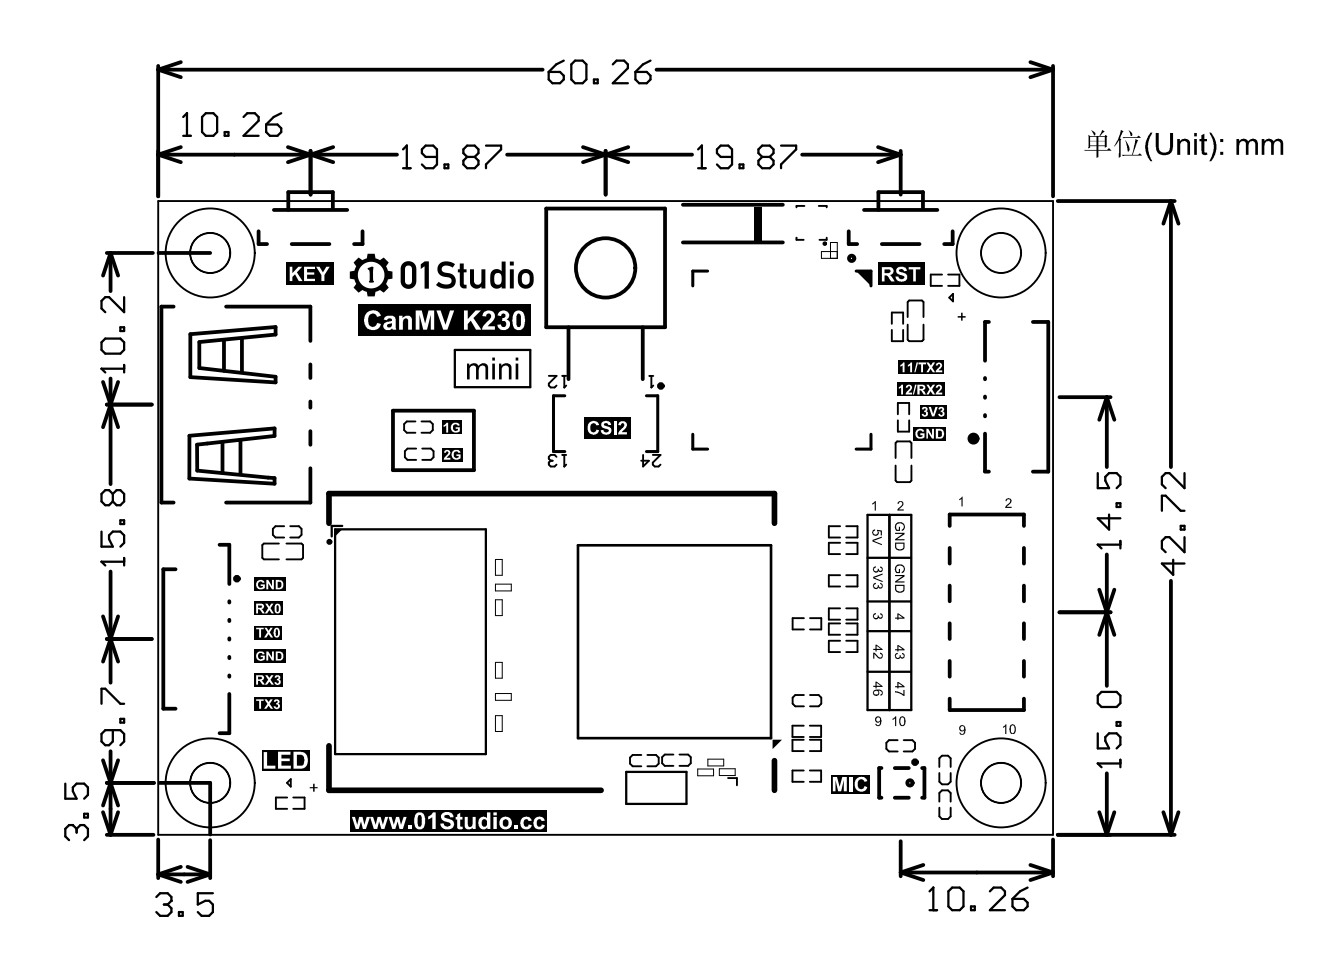 60.26
10.26
19.87
19.87
单位(Unit): mm
KEY
1
01Studio
RST
CanMV K230
+
10.2
mini
11/TX2
12
1
12/RX2
3V3
1G
CSI2
GND
2G
13
24
15.8
14.5
42.72
1
2
1
2
5V
GND
GND
3V3
GND
RX0
3
4
TX0
GND
42
43
RX3
46
47
TX3
9.7
15.0
9
10
9
10
LED
MIC
+
3.5
www.01Studio.cc
3.5
10.26